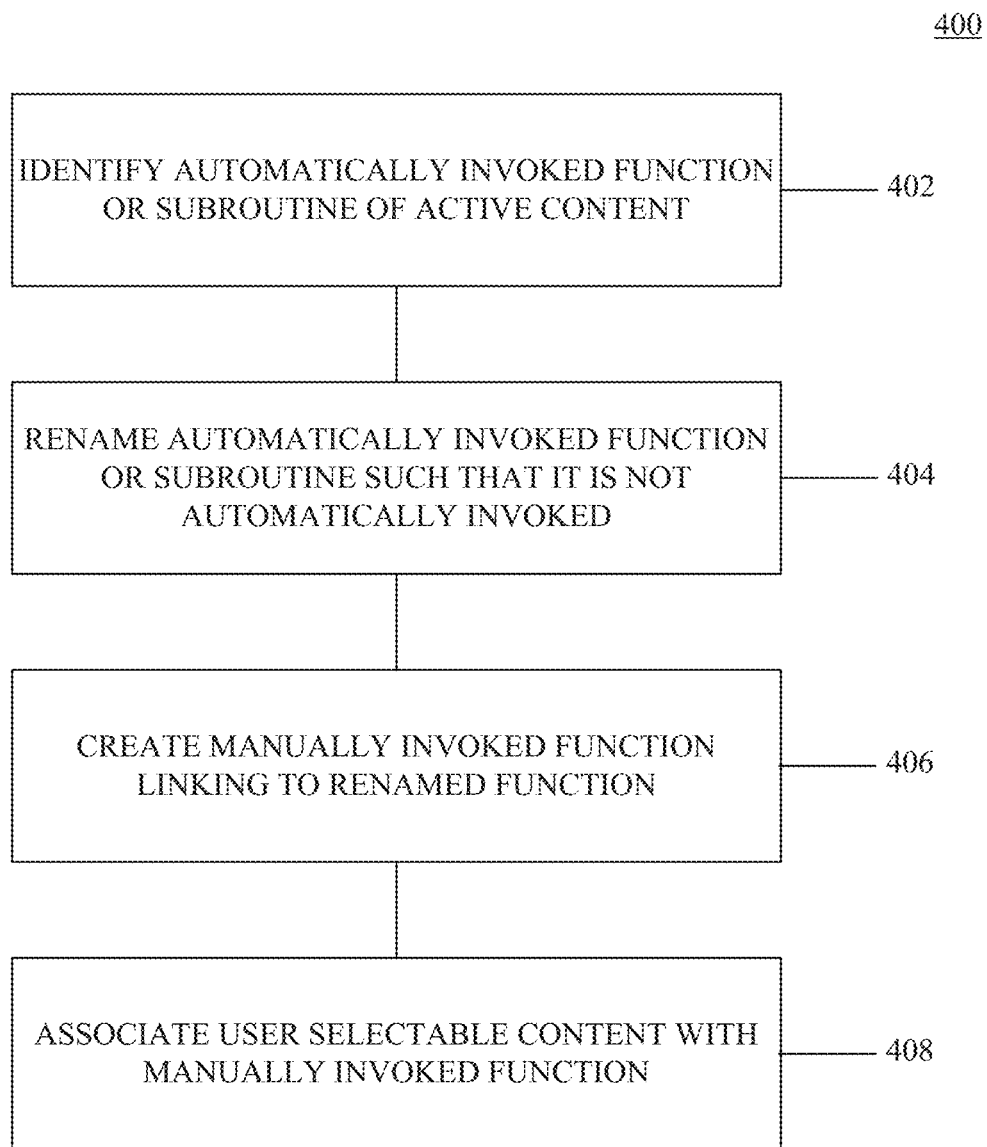 400
IDENTIFY AUTOMATICALLY INVOKED FUNCTION
OR SUBROUTINE OF ACTIVE CONTENT
402
RENAME AUTOMATICALLY INVOKED FUNCTION
OR SUBROUTINE SUCH THAT IT IS NOT
AUTOMATICALLY INVOKED
404
CREATE MANUALLY INVOKED FUNCTION
LINKING TO RENAMED FUNCTION
406
ASSOCIATE USER SELECTABLE CONTENT WITH
MANUALLY INVOKED FUNCTION
408